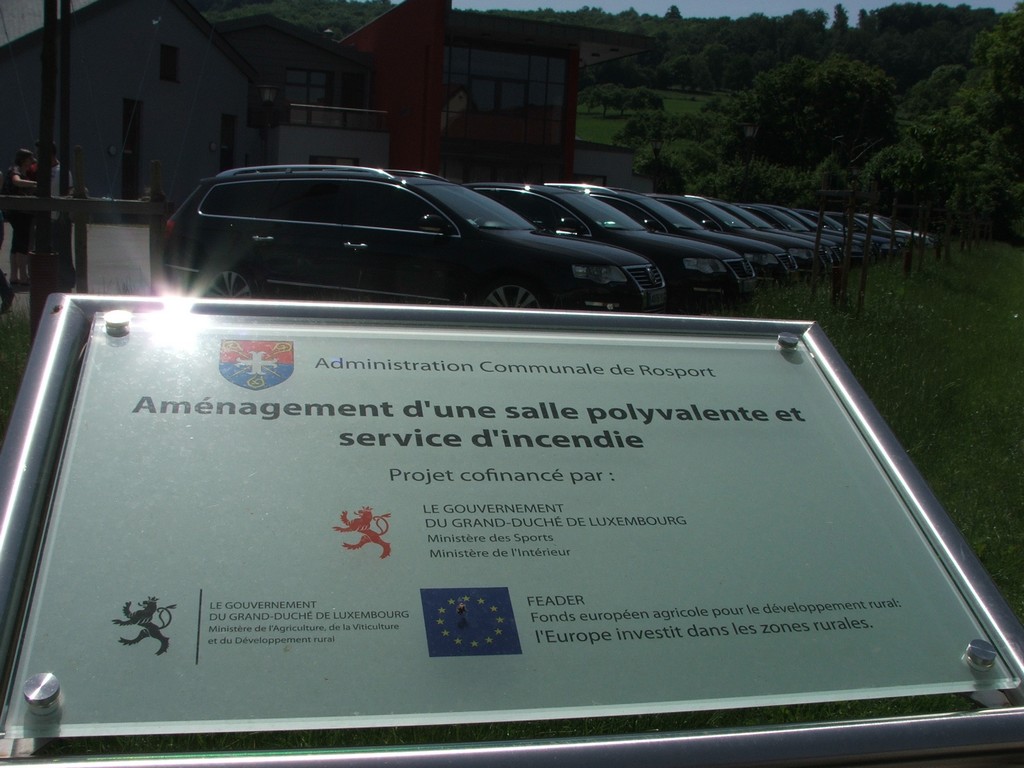 Administration Communale de Rosport
Aménagement d'une salle polyvalente et
service d'incendie
Projet cofinancé par :
LE GOUVERNEMENT
DU GRAND-DUCHÉ DE LUXEMBOURG
Ministère des Sports
Ministère de l'Intérieur
LE GOUVERNEMENT
DU GRAND-DUCHÉ DE LUXEMBOURG
Ministère de l'Agriculture, de la Viticulture
et du Développement rural
FEADER
Fonds européen agricole pour le développement rural:
l'Europe investit dans les zones rurales.